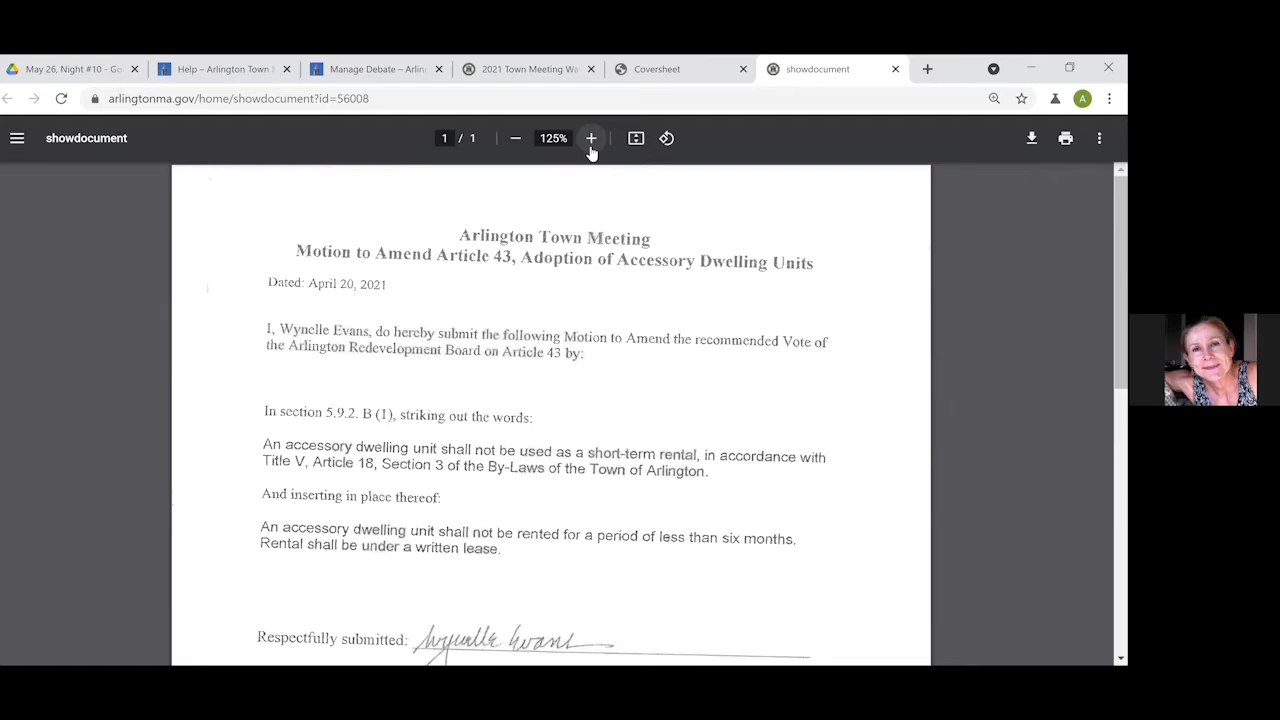 May 26, Night #10 - Go
Help – Arlington Town
Manage Debate – Arlin
2021 Town Meeting Wa
Coversheet
showdocument
arlingtonma.gov/home/showdocument?id=56008
A
showdocument
1 / 1
125%
Arlington Town Meeting
Motion to Amend Article 43, Adoption of Accessory Dwelling Units
Dated: April 20, 2021
I, Wynelle Evans, do hereby submit the following Motion to Amend the recommended Vote of
the Arlington Redevelopment Board on Article 43 by:
In section 5.9.2. B (1), striking out the words:
An accessory dwelling unit shall not be used as a short-term rental, in accordance with
Title V, Article 18, Section 3 of the By-Laws of the Town of Arlington.
And inserting in place thereof:
An accessory dwelling unit shall not be rented for a period of less than six months.
Rental shall be under a written lease.
Respectfully submitted: Wynelle Evans